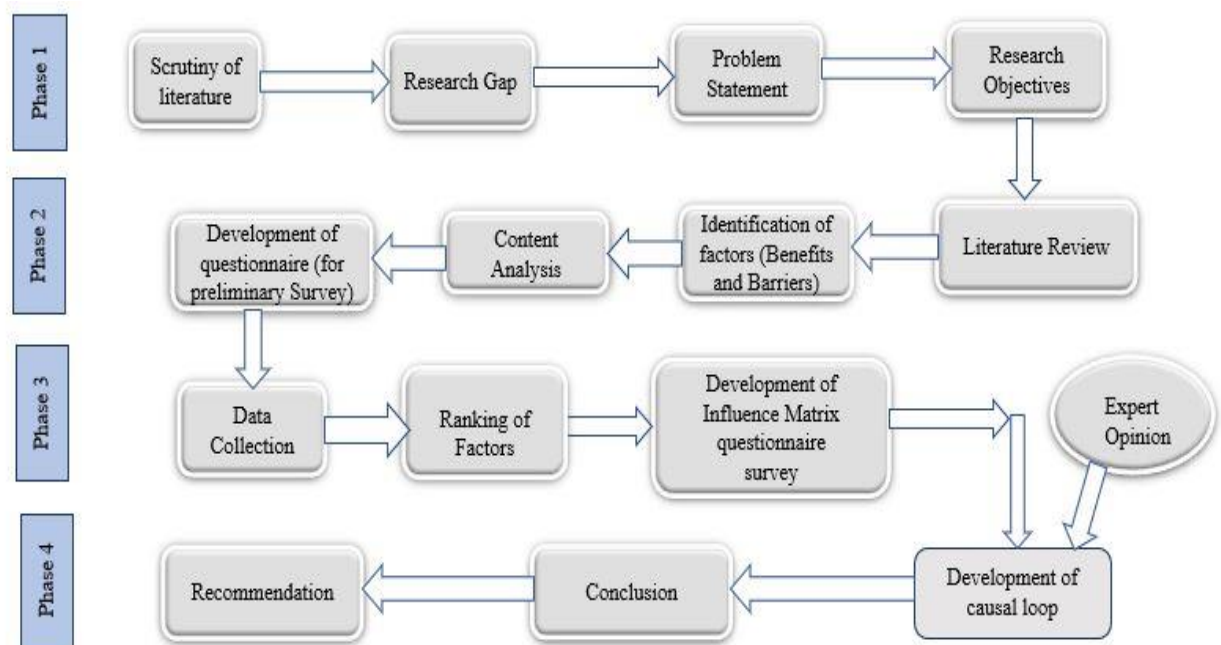 Phase 1
Scrutiny of
literature
Research Gap
Problem
Statement
Research
Objectives
Phase 2
Development of
questionnaire (for
preliminary Survey)
Content
Analysis
Identification of
factors (Benefits
and Barriers)
Literature Review
Phase 3
Data
Collection
Ranking of
Factors
Development of
Influence Matrix
questionnaire
survey
Expert
Opinion
Phase 4
Recommendation
Conclusion
Development of
causal loop